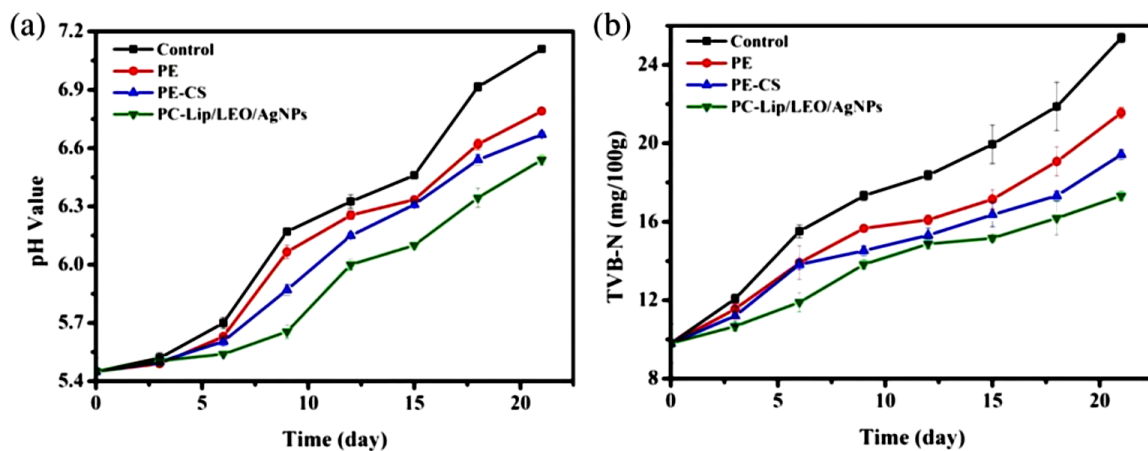 (a)
7.2
6.9
6.6
6.3
6.0
5.7
5.4
pH Value
Control
PE
PE-CS
PC-Lip/LEO/AgNPs
0 5 10 15 20
Time (day)
(b)
24
20
16
12
8
TVB-N (mg/100g)
Control
PE
PE-CS
PC-Lip/LEO/AgNPs
0 5 10 15 20
Time (day)